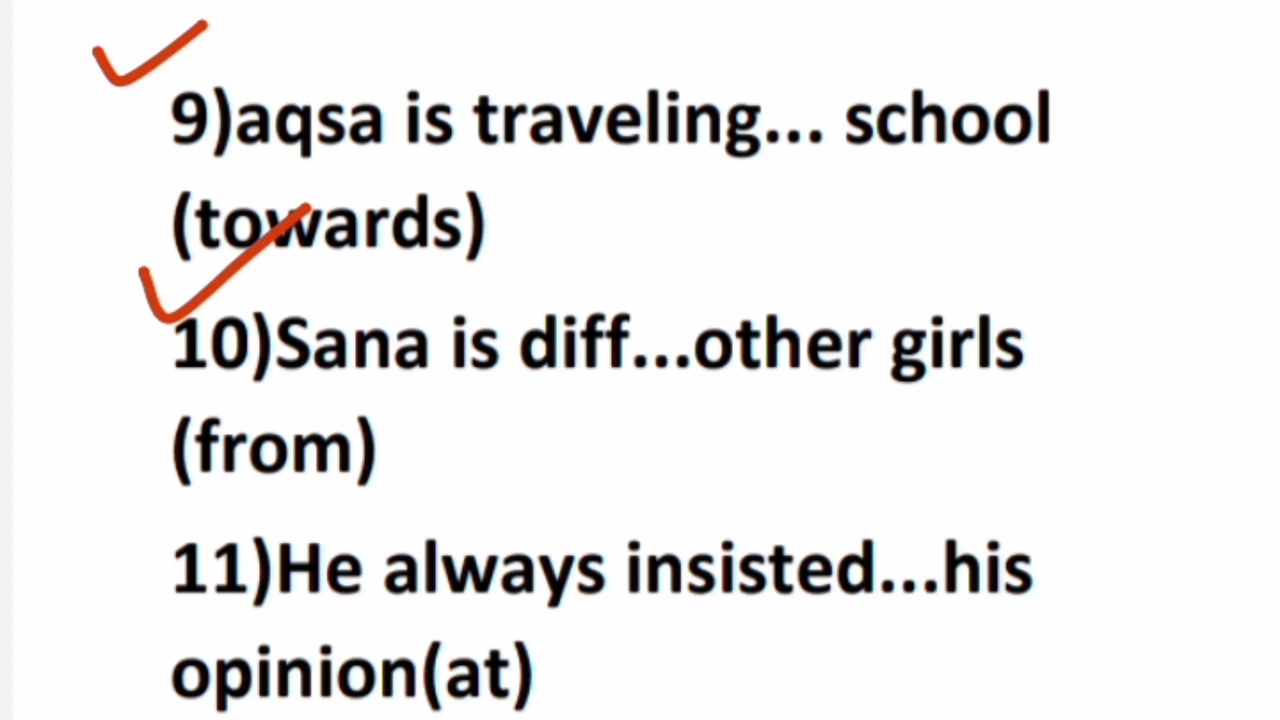 9)aqsa is traveling... school
(towards)
10)Sana is diff...other girls
(from)
11)He always insisted...his
opinion(at)